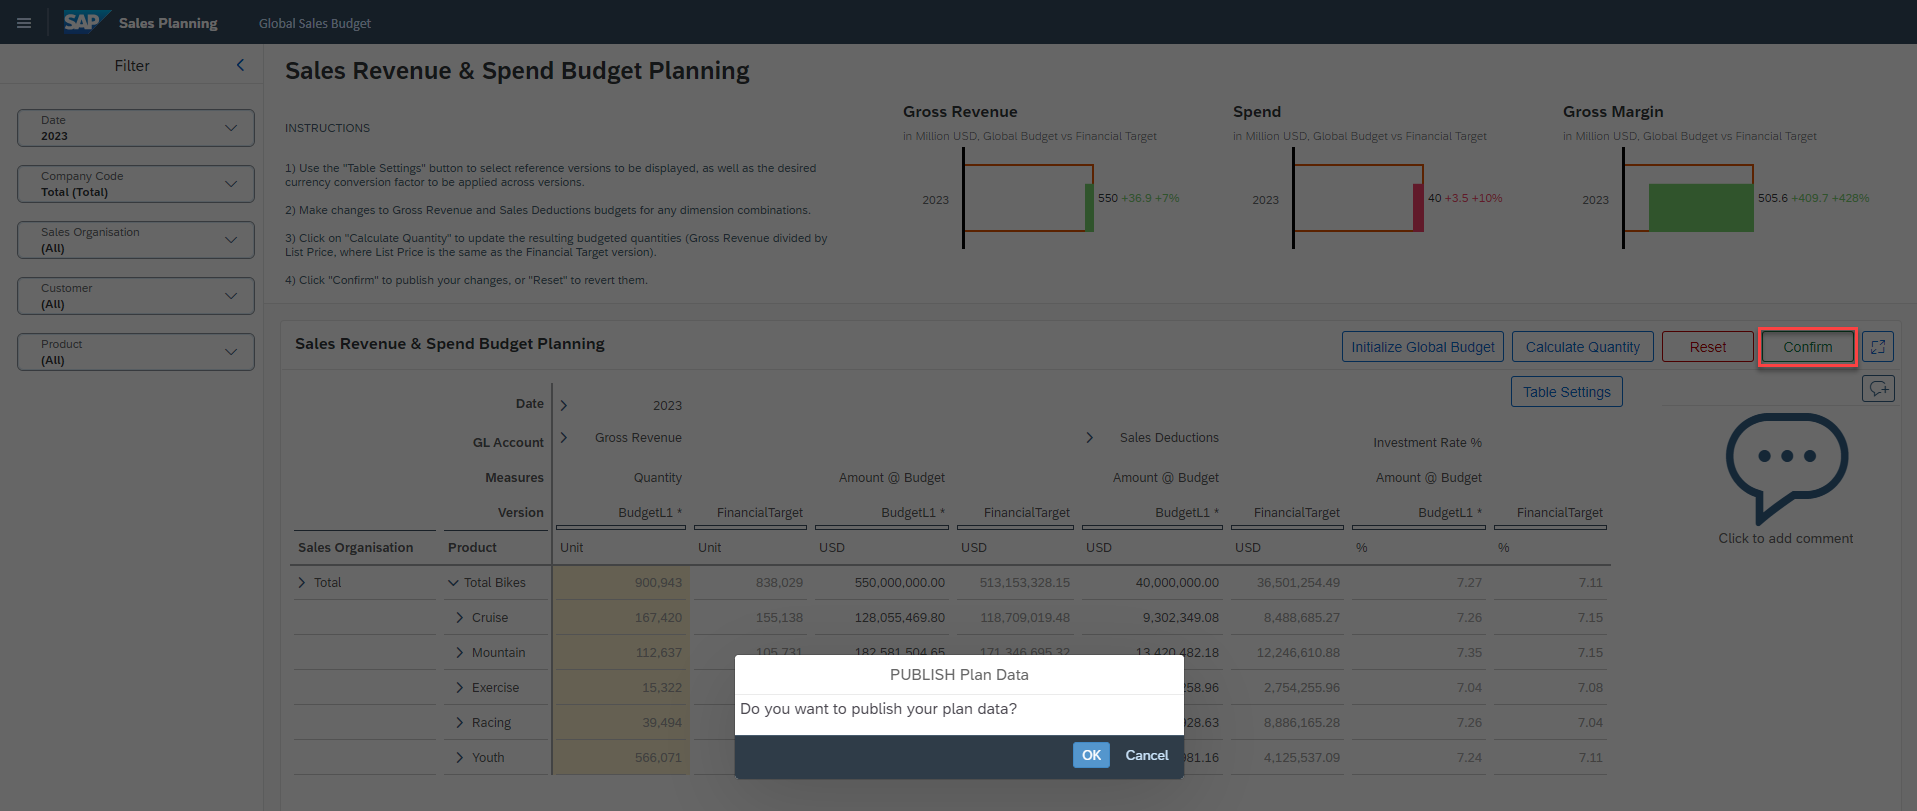 SAP Sales Planning Global Sales Budget
Filter
Date
2023
Company Code
Total (Total)
Sales Organisation
(All)
Customer
(All)
Product
(All)
Sales Revenue & Spend Budget Planning
INSTRUCTIONS
1) Use the "Table Settings" button to select reference versions to be displayed, as well as the desired
currency conversion factor to be applied across versions.
2) Make changes to Gross Revenue and Sales Deductions budgets for any dimension combinations.
3) Click on "Calculate Quantity" to update the resulting budgeted quantities (Gross Revenue divided by
List Price, where List Price is the same as the Financial Target version).
4) Click "Confirm" to publish your changes, or "Reset" to revert them.
Gross Revenue
in Million USD, Global Budget vs Financial Target
2023 550 +36.9 +7%
Spend
in Million USD, Global Budget vs Financial Target
2023 40 +3.5 +10%
Gross Margin
in Million USD, Global Budget vs Financial Target
2023 505.6 +409.7 +428%
Sales Revenue & Spend Budget Planning
Initialize Global Budget Calculate Quantity Reset Confirm
Table Settings
Date 2023
GL Account Gross Revenue Sales Deductions Investment Rate %
Measures Quantity Amount @ Budget Amount @ Budget Amount @ Budget
Version BudgetL1 * FinancialTarget BudgetL1 * FinancialTarget BudgetL1 * FinancialTarget BudgetL1 * FinancialTarget
Sales Organisation Product Unit Unit USD USD USD USD % %
Total Total Bikes 900,943 838,029 550,000,000.00 513,153,328.15 40,000,000.00 36,501,254.49 7.27 7.11
Cruise 167,420 155,138 128,055,469.80 118,709,019.48 9,302,349.08 8,488,685.27 7.26 7.15
Mountain 112,637 105,731 182,581,504.65 171,346,695.32 13,420,482.18 12,246,610.88 7.35 7.15
Exercise 15,322 258.96 2,754,255.96 7.04 7.08
Racing 39,494 928.63 8,886,165.28 7.26 7.04
Youth 566,071 981.16 4,125,537.09 7.24 7.11
Click to add comment
PUBLISH Plan Data
Do you want to publish your plan data?
OK Cancel